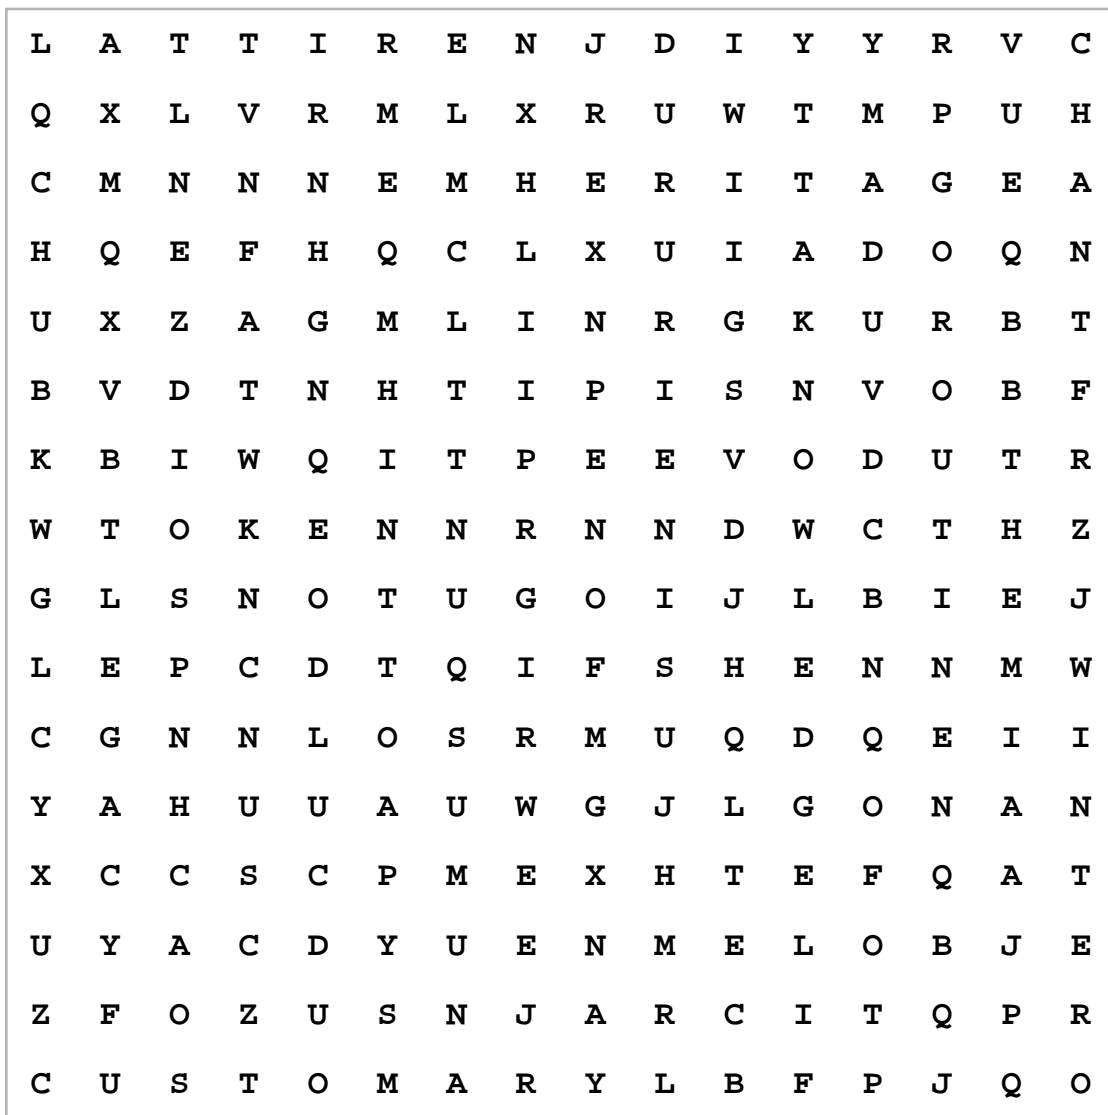 L A T T I R E N J D I Y Y R V C
Q X L V R M L X R U W T M P U H
C M N N N E M H E R I T A G E A
H Q E F H Q C L X U I A D O Q N
U X Z A G M L I N R G K U R B T
B V D T N H T I P I S N V O B F
K B I W Q I T P E E V O D U T R
W T O K E N N R N N D W C T H Z
G L S N O T U G O I J L B I E J
L E P C D T Q I F S H E N N M W
C G N N L O S R M U Q D Q E I I
Y A H U U A U W G J L G O N A N
X C C S C P M E X H T E F Q A T
U Y A C D Y U E N M E L O B J E
Z F O Z U S N J A R C I T Q P R
C U S T O M A R Y L B F P J Q O